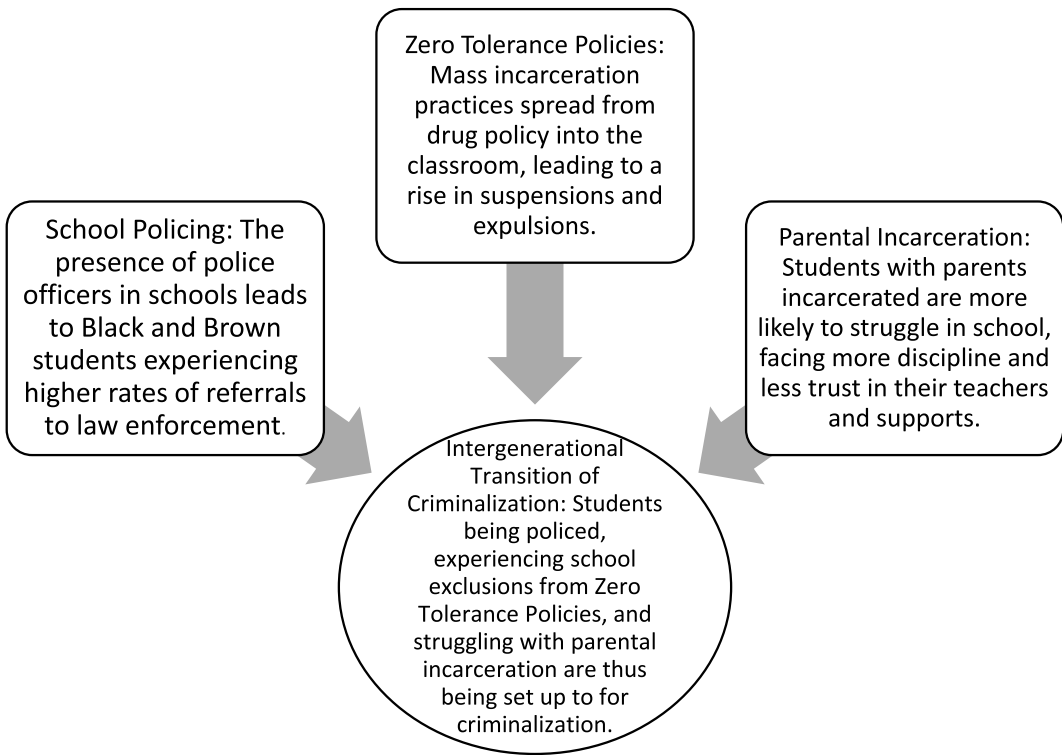 Zero Tolerance Policies:
Mass incarceration
practices spread from
drug policy into the
classroom, leading to a
rise in suspensions and
expulsions.
School Policing: The
presence of police
officers in schools leads
to Black and Brown
students experiencing
higher rates of referrals
to law enforcement.
Parental Incarceration:
Students with parents
incarcerated are more
likely to struggle in school,
facing more discipline and
less trust in their teachers
and supports.
Intergenerational
Transition of
Criminalization: Students
being policed,
experiencing school
exclusions from Zero
Tolerance Policies, and
struggling with parental
incarceration are thus
being set up to for
criminalization.